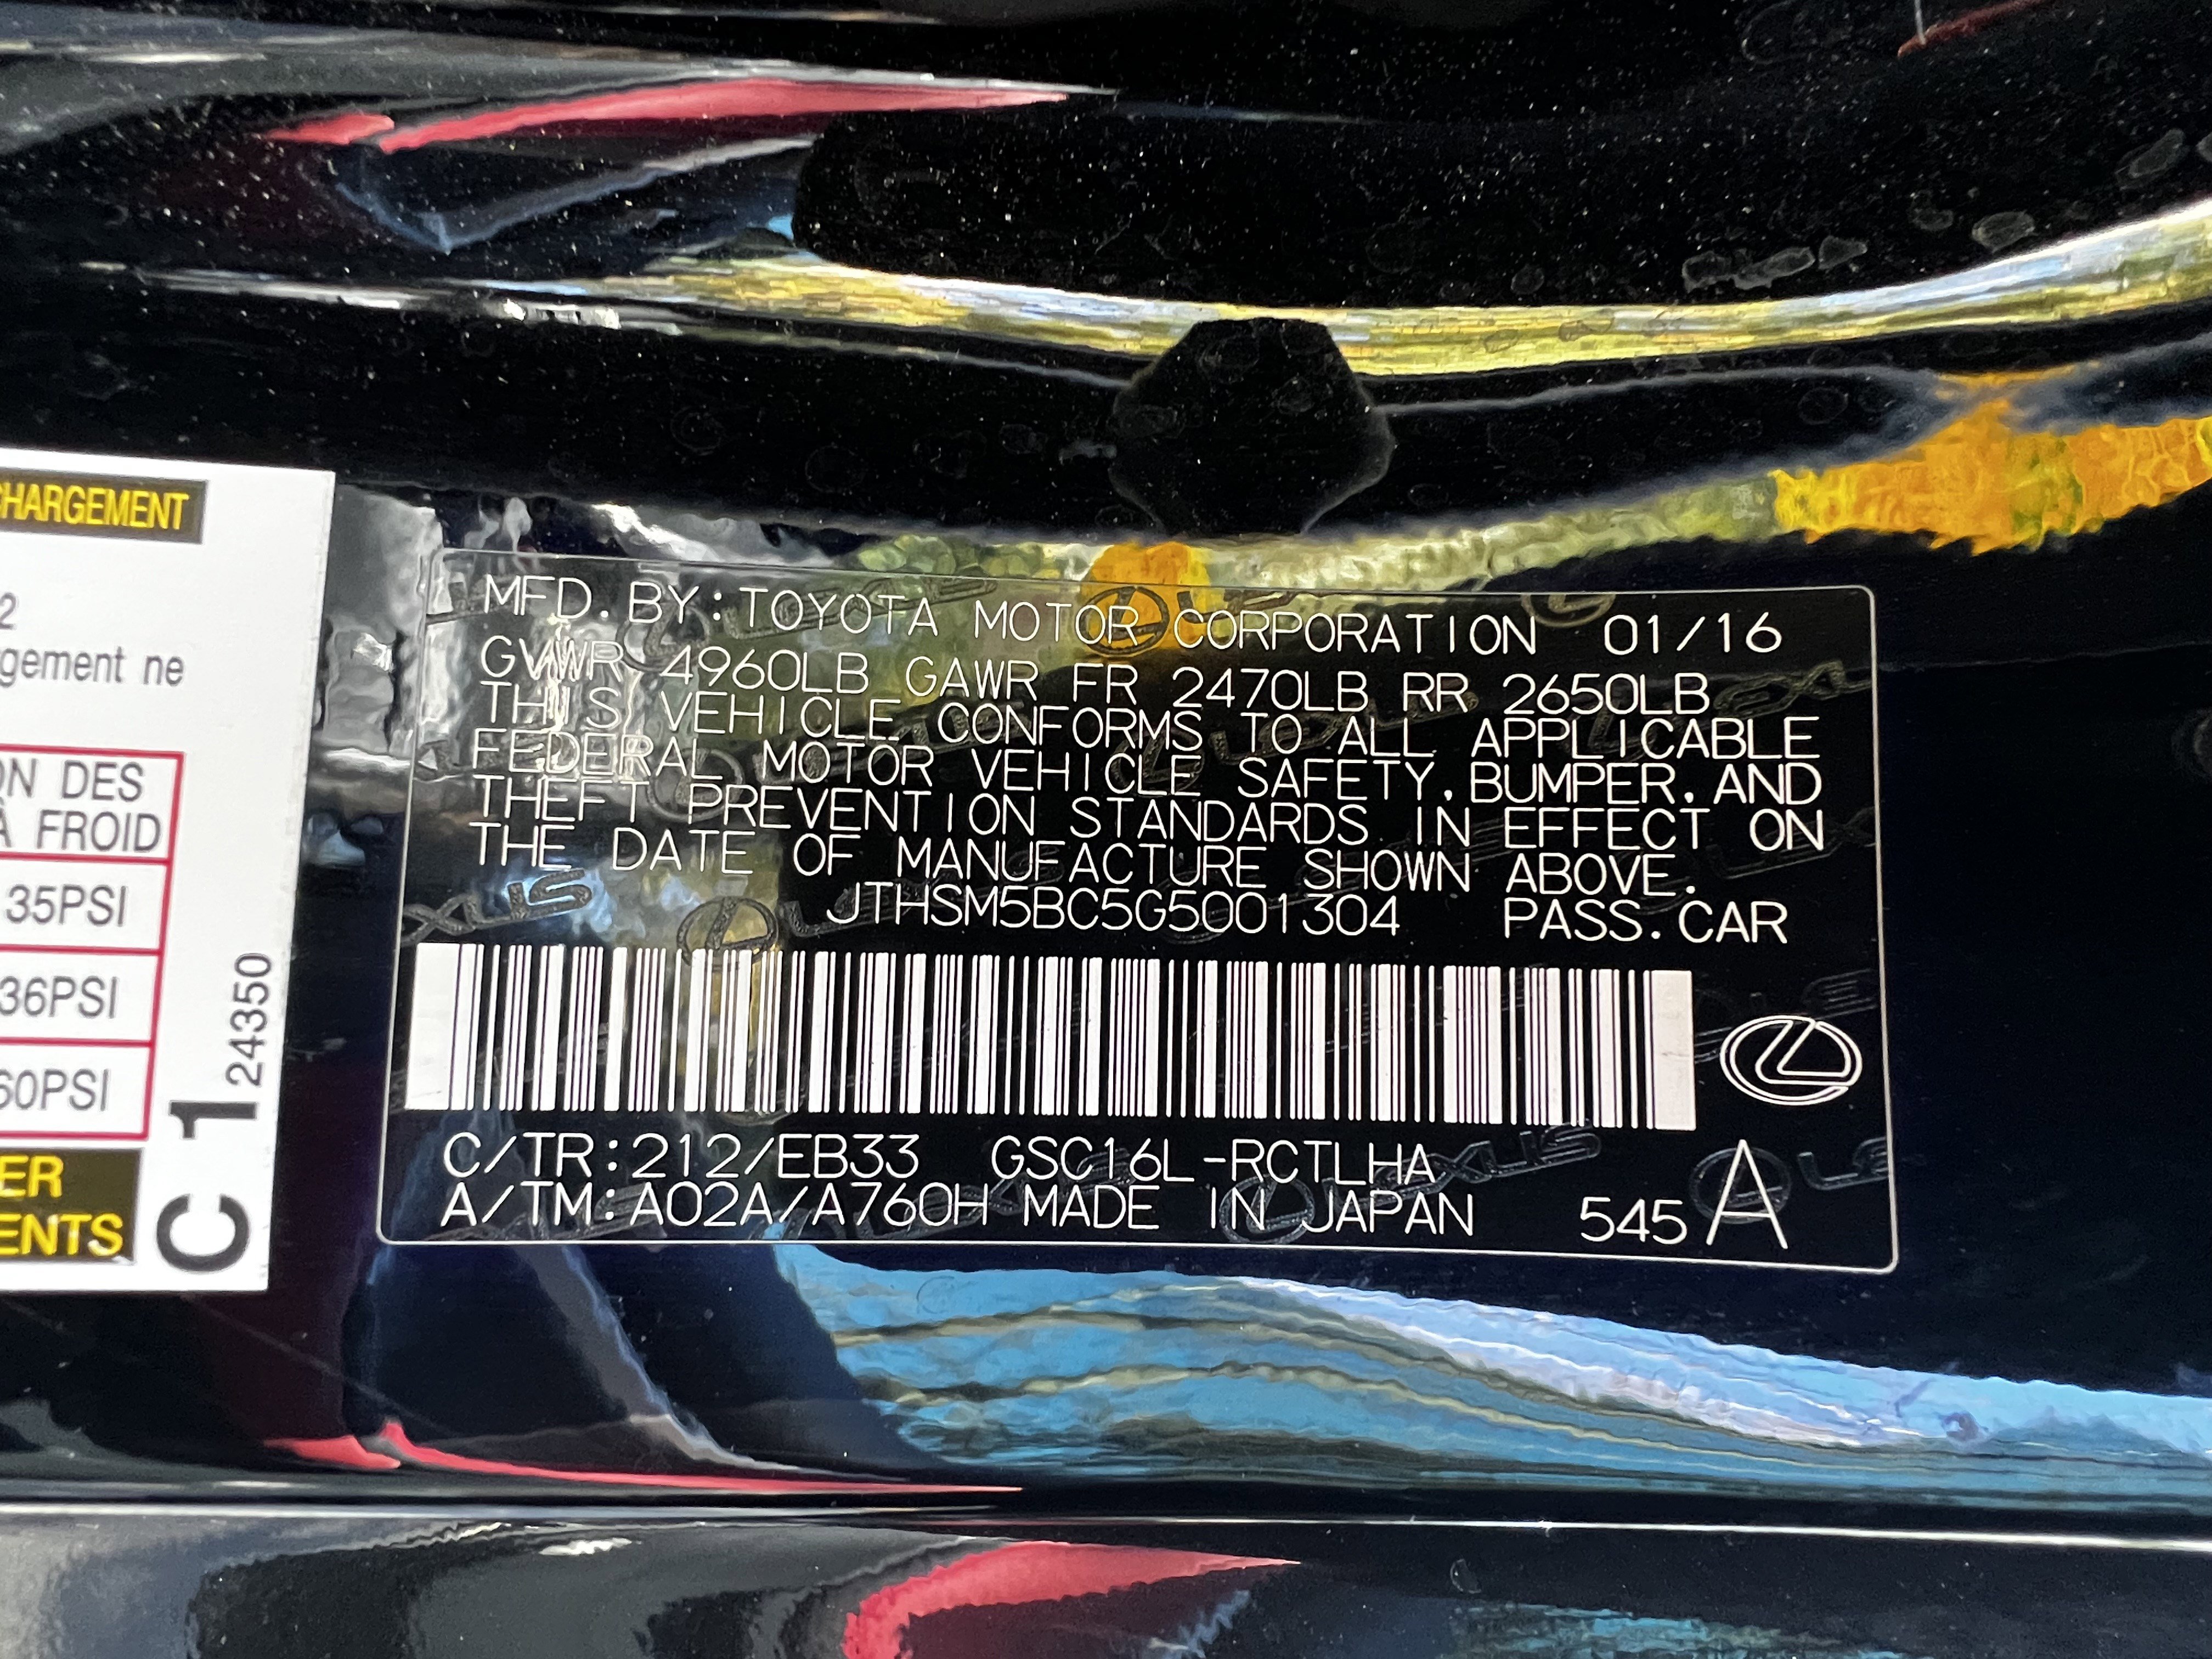 CHARGEMENT
2
gement ne
ON DES
À FROID
35PSI
36PSI
60PSI
ER
ENTS
C1 24350
MFD.BY:TOYOTA MOTOR CORPORATION 01/16
GVWR 4960LB GAWR FR 2470LB RR 2650LB
THIS VEHICLE CONFORMS TO ALL APPLICABLE
FEDERAL MOTOR VEHICLE SAFETY,BUMPER,AND
THEFT PREVENTION STANDARDS IN EFFECT ON
THE DATE OF MANUFACTURE SHOWN ABOVE.
JTHSM5BC5G5001304 PASS.CAR
C/TR:212/EB33 GSC16L-RCTLHA
A/TM:A02A/A760H MADE IN JAPAN 545 A